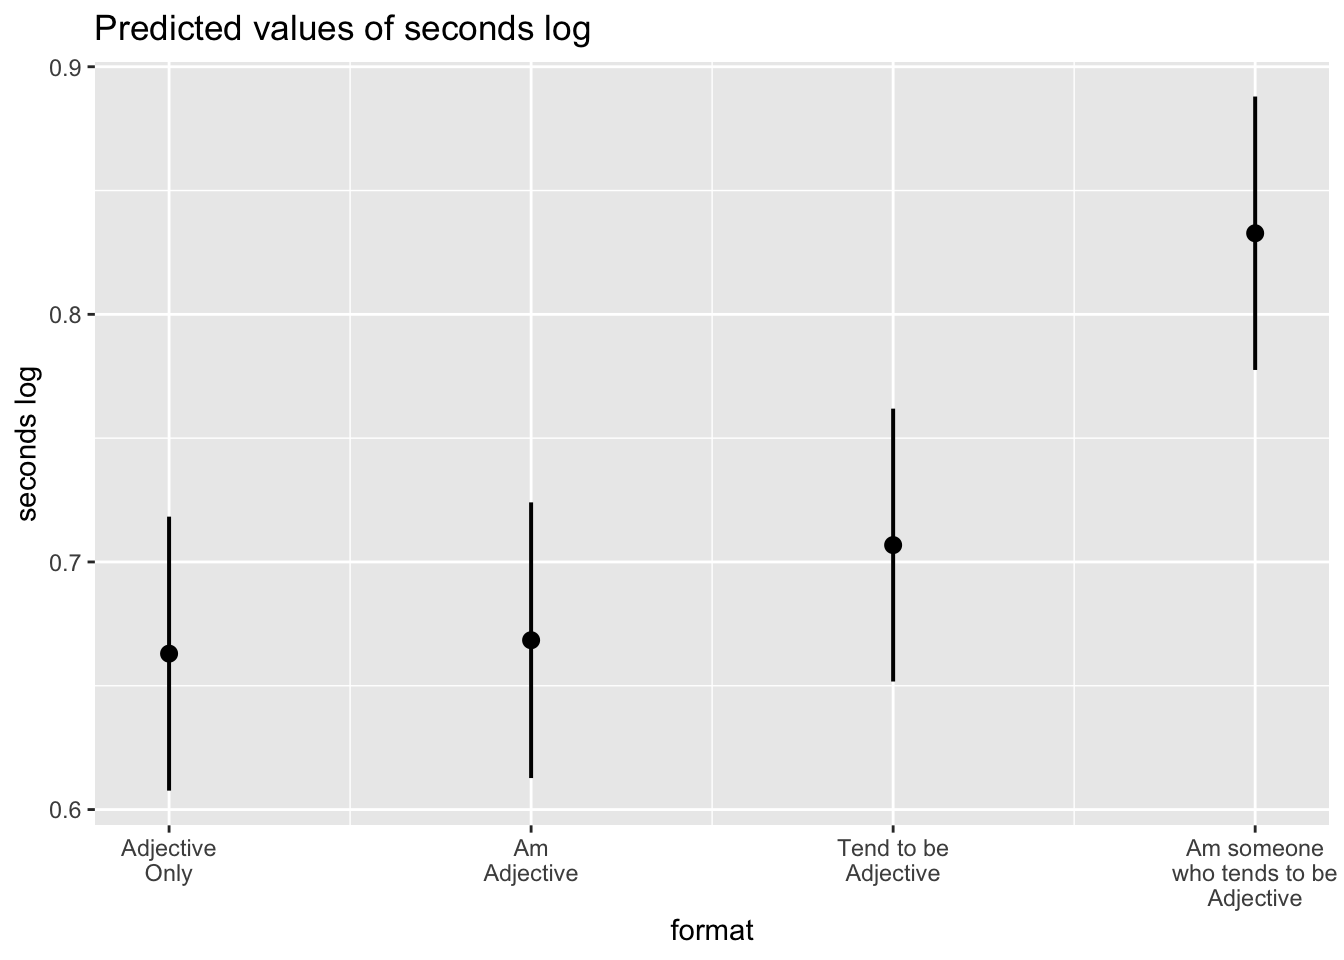 Predicted values of seconds log
0.9
0.8
0.7
0.6
seconds log
Adjective
Only
Am
Adjective
Tend to be
Adjective
Am someone
who tends to be
Adjective
format